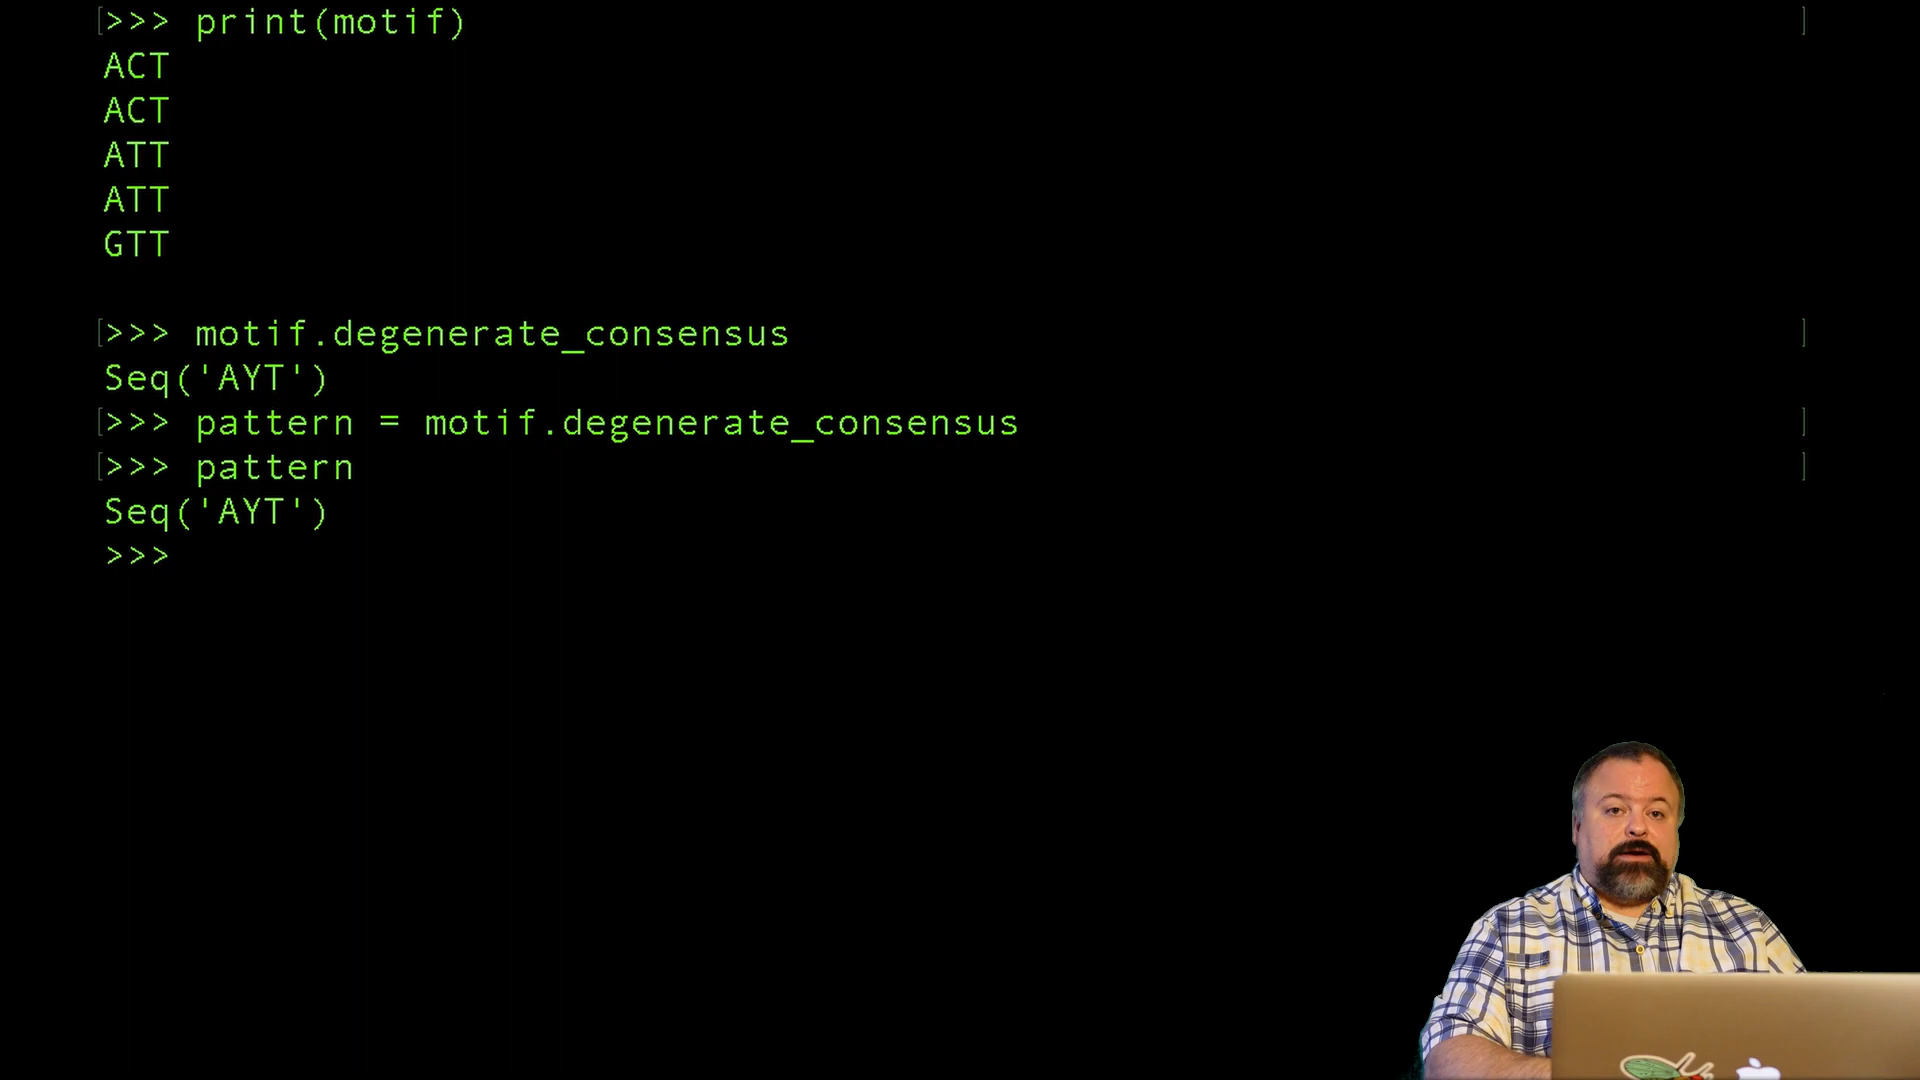 >>> print(motif)
ACT
ACT
ATT
ATT
GTT
>>> motif.degenerate_consensus
Seq('AYT')
>>> pattern = motif.degenerate_consensus
>>> pattern
Seq('AYT')
>>>